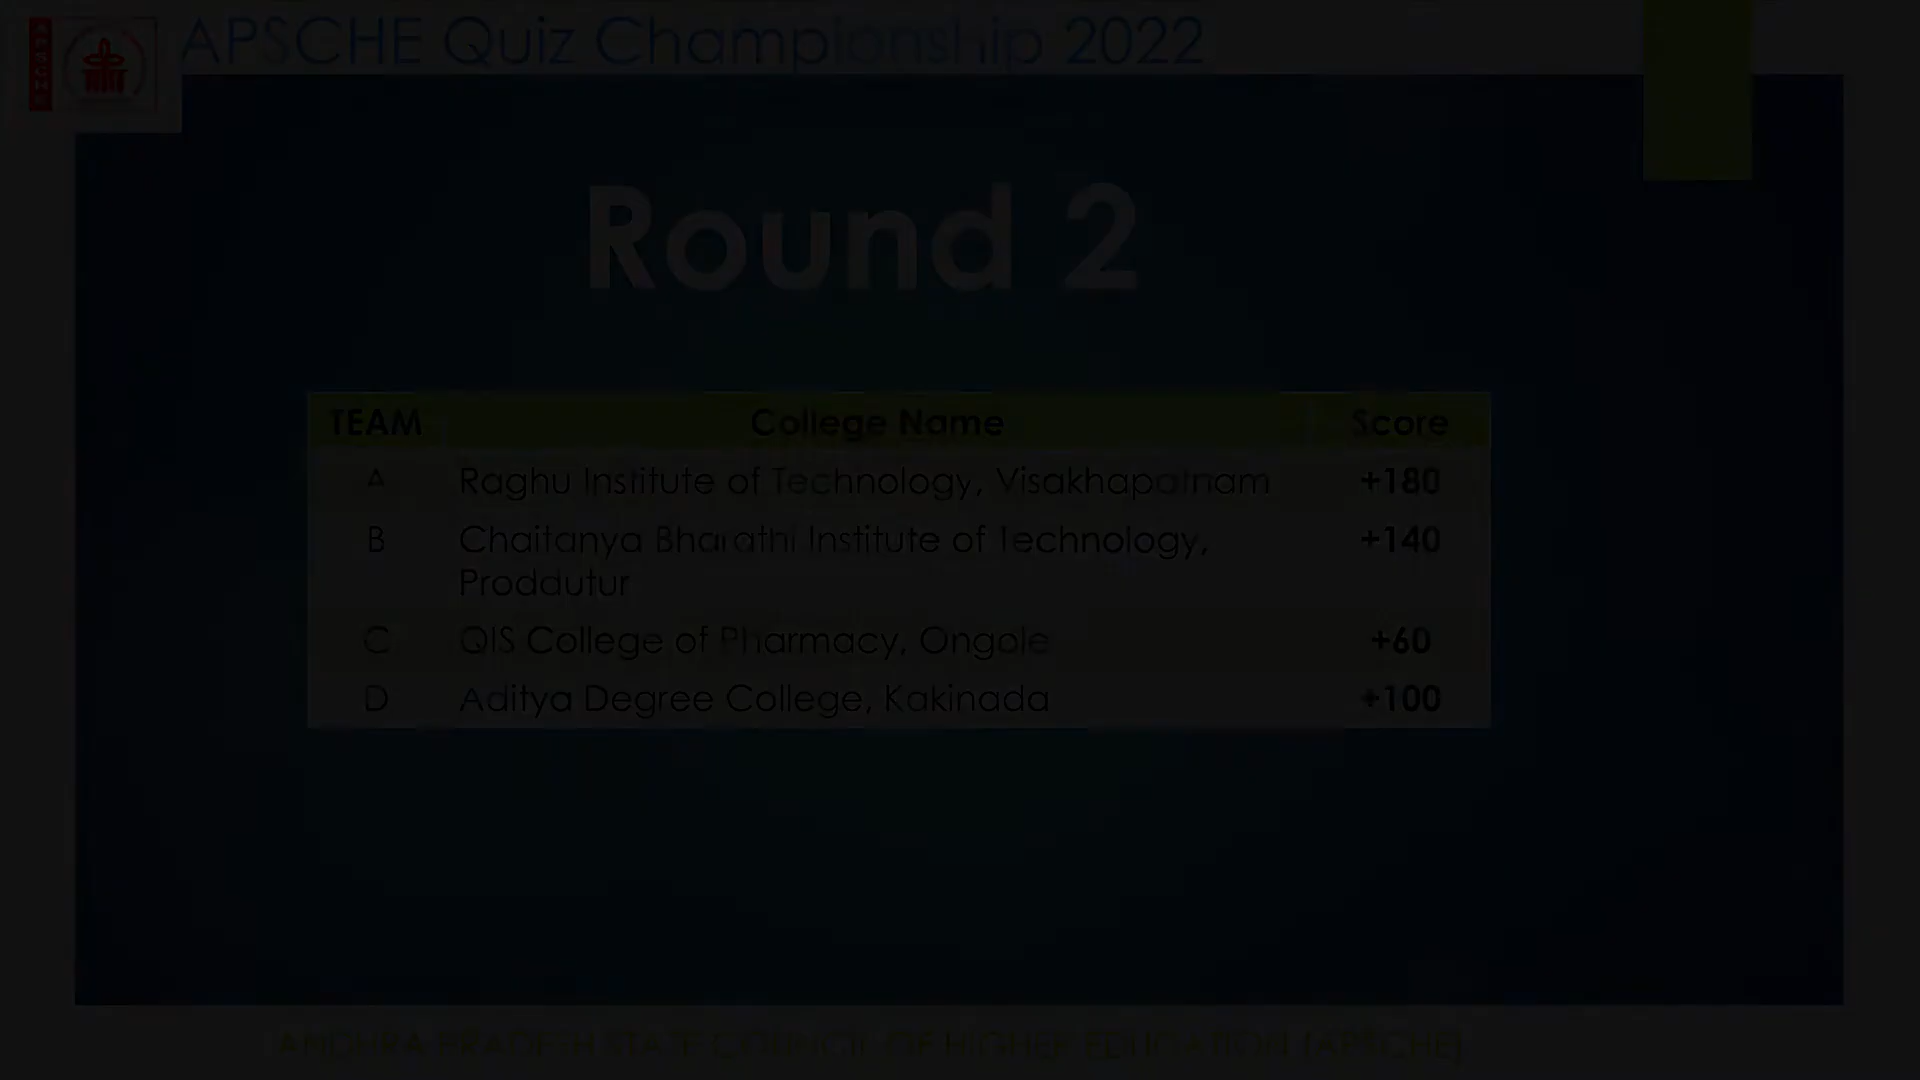 APSCHE
APSCHE Quiz Championship 2022
Round 2
TEAM College Name Score
A Raghu Institute of Technology, Visakhapatnam +180
B Chaitanya Bharathi Institute of Technology, +140
Proddutur
C QIS College of Pharmacy, Ongole +60
D Aditya Degree College, Kakinada +100
ANDHRA PRADESH STATE COUNCIL OF HIGHER EDUCATION (APSCHE)